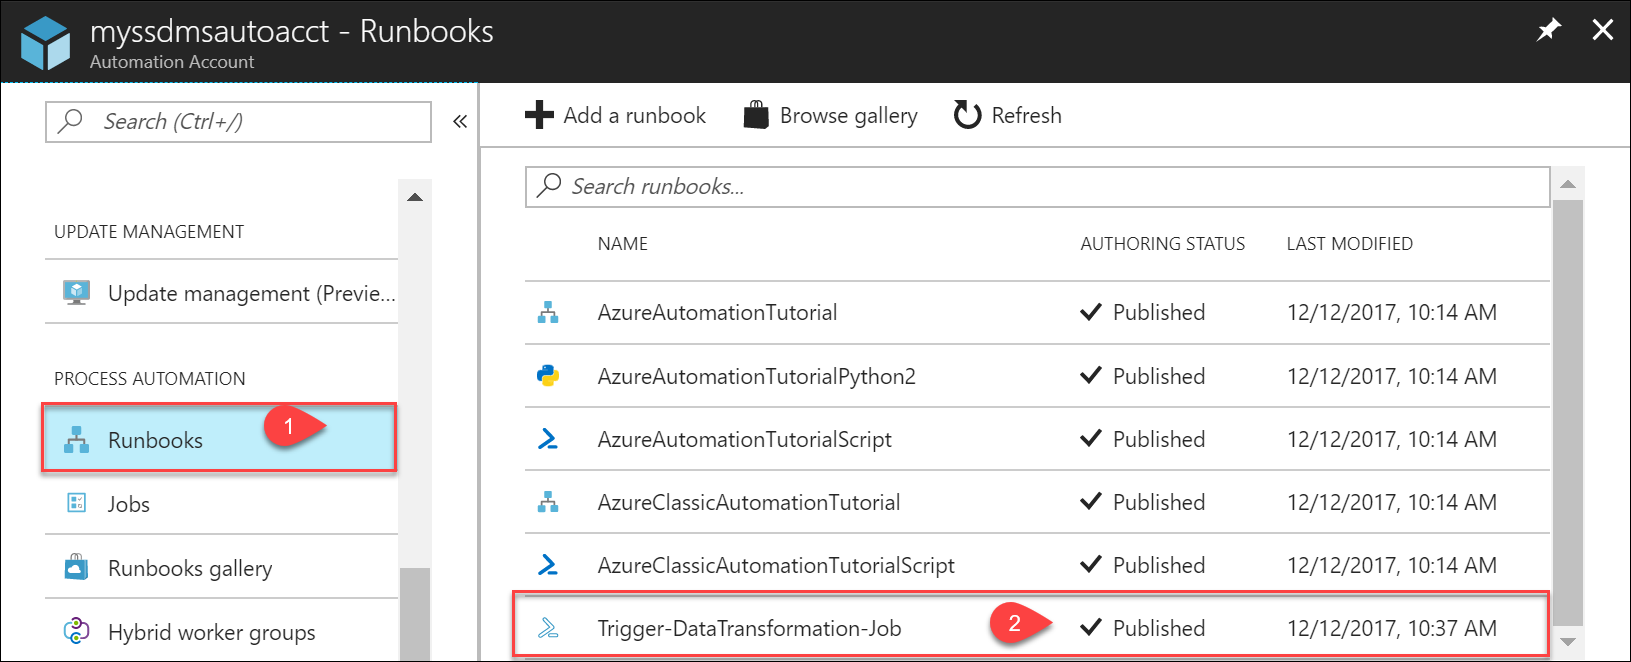 myssdmsautoacct - Runbooks
Automation Account
Search (Ctrl+/)
«
UPDATE MANAGEMENT
Update management (Previe...
PROCESS AUTOMATION
Runbooks
1
Jobs
Runbooks gallery
Hybrid worker groups
Add a runbook Browse gallery Refresh
Search runbooks...
NAME AUTHORING STATUS LAST MODIFIED
AzureAutomationTutorial Published 12/12/2017, 10:14 AM
AzureAutomationTutorialPython2 Published 12/12/2017, 10:14 AM
AzureAutomationTutorialScript Published 12/12/2017, 10:14 AM
AzureClassicAutomationTutorial Published 12/12/2017, 10:14 AM
AzureClassicAutomationTutorialScript Published 12/12/2017, 10:14 AM
Trigger-DataTransformation-Job 2 Published 12/12/2017, 10:37 AM